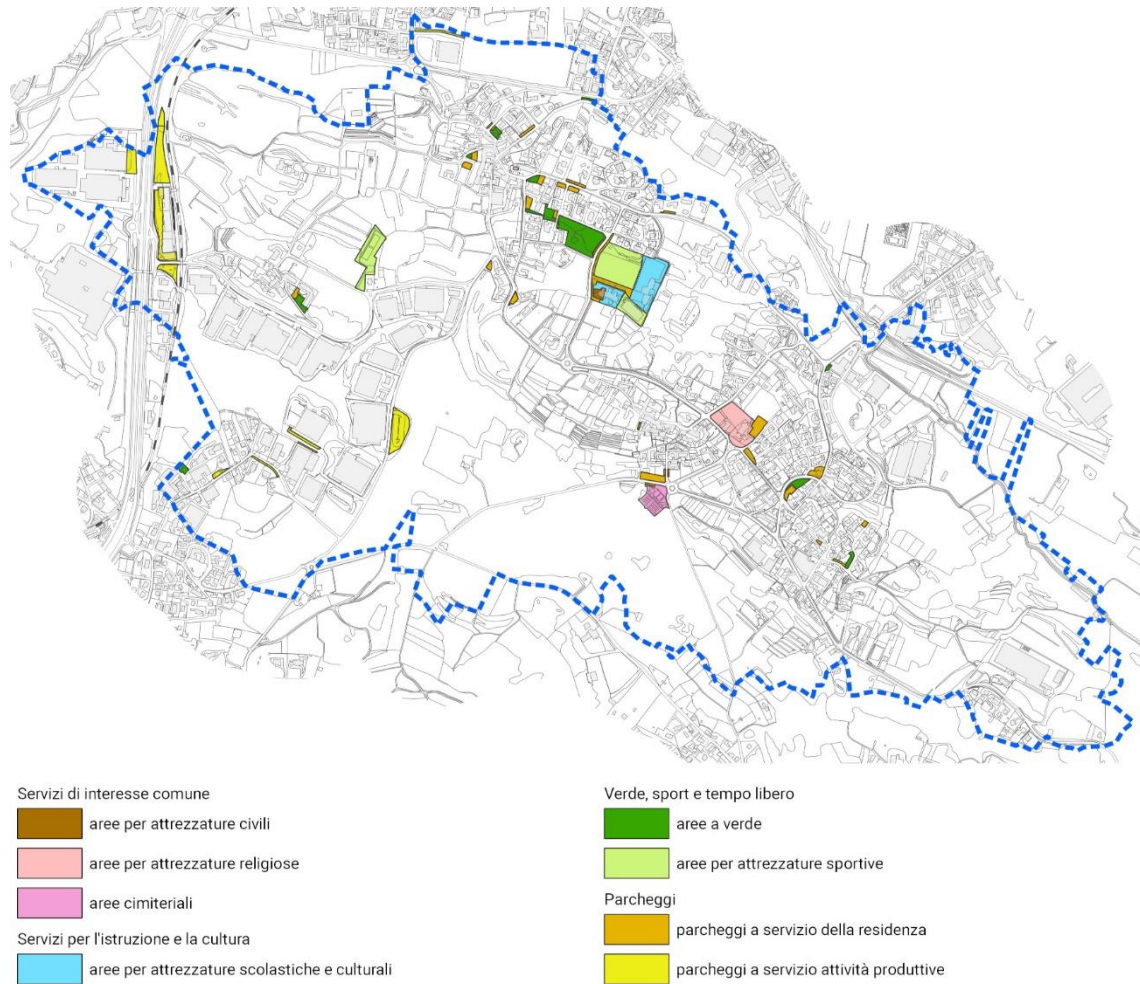 Servizi di interesse comune
aree per attrezzature civili
aree per attrezzature religiose
aree cimiteriali
Servizi per l'istruzione e la cultura
aree per attrezzature scolastiche e culturali
Verde, sport e tempo libero
aree a verde
aree per attrezzature sportive
Parcheggi
parcheggi a servizio della residenza
parcheggi a servizio attività produttive